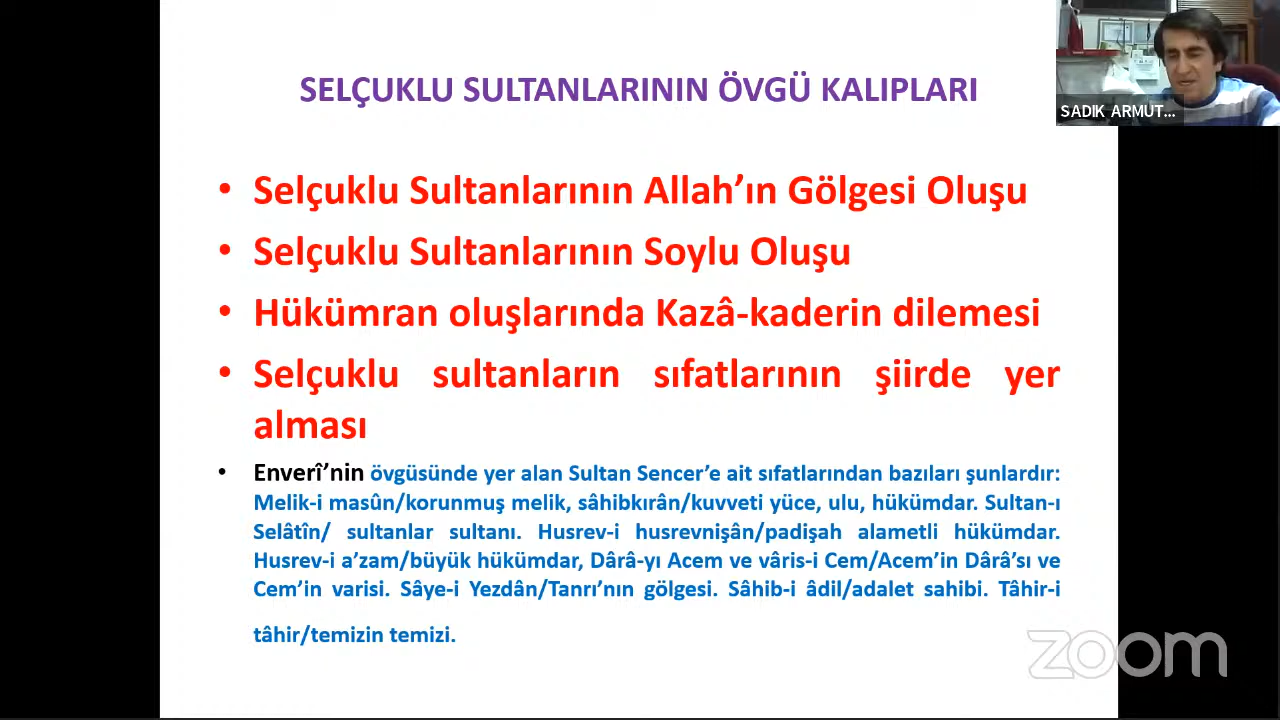 SELÇUKLU SULTANLARININ ÖVGÜ KALIPLARI
SADIK ARMUT...
• Selçuklu Sultanlarının Allah’ın Gölgesi Oluşu
• Selçuklu Sultanlarının Soylu Oluşu
• Hükümran oluşlarında Kazâ-kaderin dilemesi
• Selçuklu sultanların sıfatlarının şiirde yer
alması
• Enverî’nin övgüsünde yer alan Sultan Sencer’e ait sıfatlarından bazıları şunlardır:
Melik-i masûn/korunmuş melik, sâhibkırân/kuvveti yüce, ulu, hükümdar. Sultan-ı
Selâtîn/ sultanlar sultanı. Husrev-i husrevnişân/padişah alametli hükümdar.
Husrev-i a’zam/büyük hükümdar, Dârâ-yı Acem ve vâris-i Cem/Acem’in Dârâ’sı ve
Cem’in varisi. Sâye-i Yezdân/Tanrı’nın gölgesi. Sâhib-i âdil/adalet sahibi. Tâhir-i
tâhir/temizin temizi.
zoom